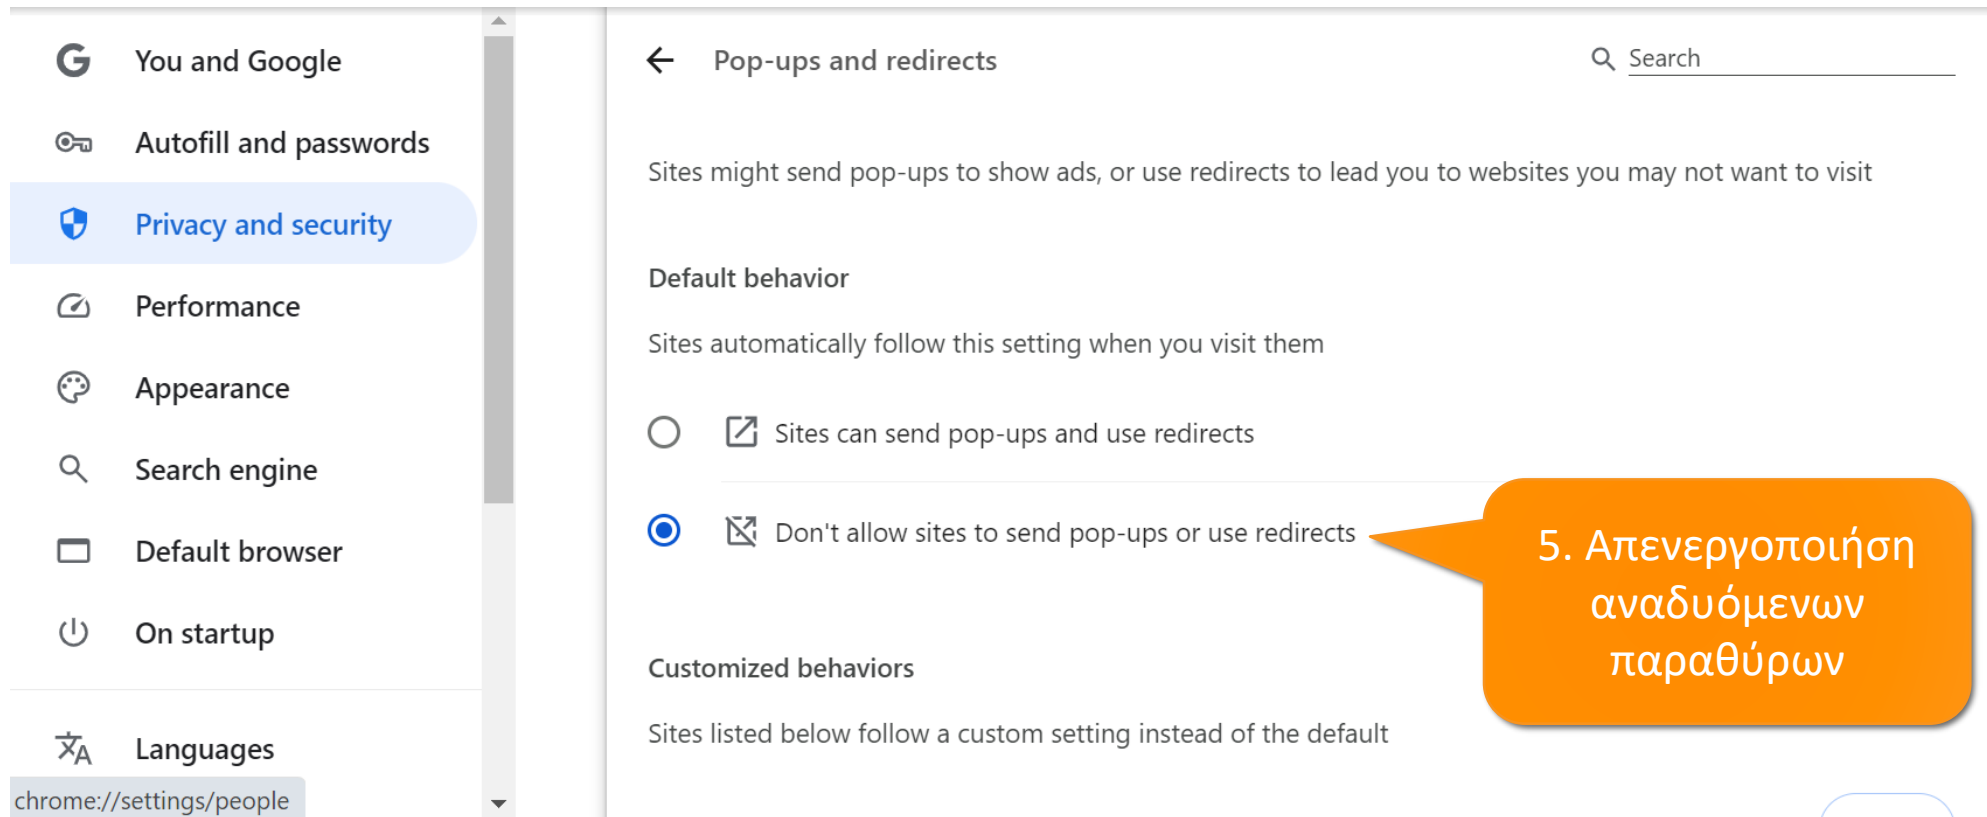 You and Google
Autofill and passwords
Privacy and security
Performance
Appearance
Search engine
Default browser
On startup
Languages
chrome://settings/people
Pop-ups and redirects
Search
Sites might send pop-ups to show ads, or use redirects to lead you to websites you may not want to visit
Default behavior
Sites automatically follow this setting when you visit them
Sites can send pop-ups and use redirects
Don't allow sites to send pop-ups or use redirects
5. Απενεργοποιήση
αναδυόμενων
παραθύρων
Customized behaviors
Sites listed below follow a custom setting instead of the default